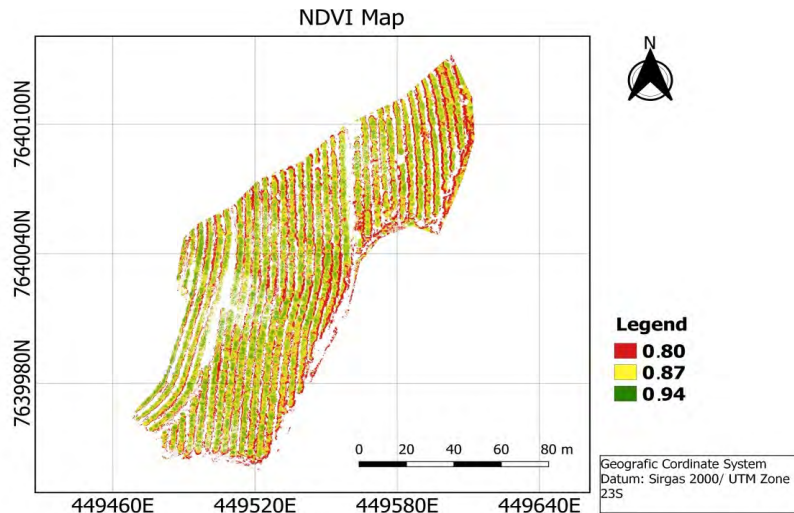 NDVI Map
N
7640100N
7640040N
7639980N
Legend
0.80
0.87
0.94
0 20 40 60 80 m
449460E 449520E 449580E 449640E
Geografic Cordinate System
Datum: Sirgas 2000/ UTM Zone
23S